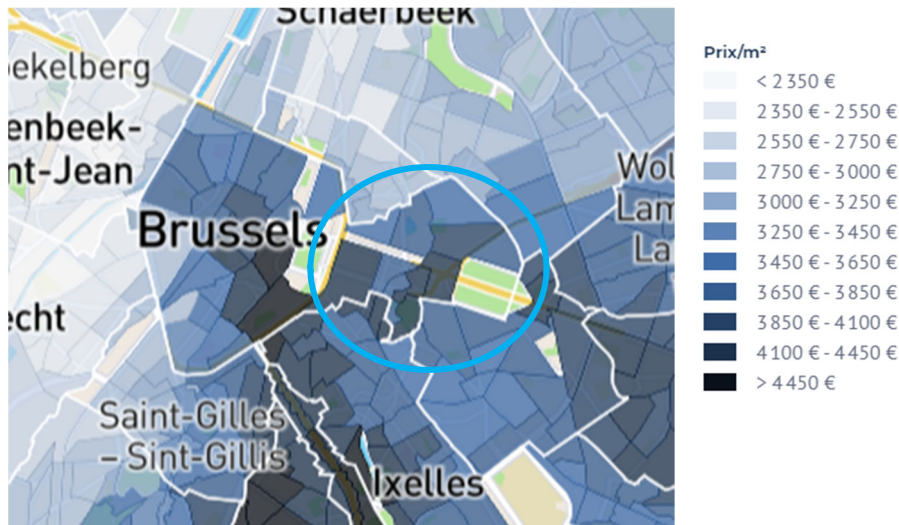 Schaerbeek
oekelberg
enbeek-
nt-Jean
Wol
Lam
La
Brussels
echt
Saint-Gilles
– Sint-Gillis
Ixelles
Prix/m²
< 2 350 €
2 350 € - 2 550 €
2 550 € - 2 750 €
2 750 € - 3 000 €
3 000 € - 3 250 €
3 250 € - 3 450 €
3 450 € - 3 650 €
3 650 € - 3 850 €
3 850 € - 4 100 €
4 100 € - 4 450 €
> 4 450 €